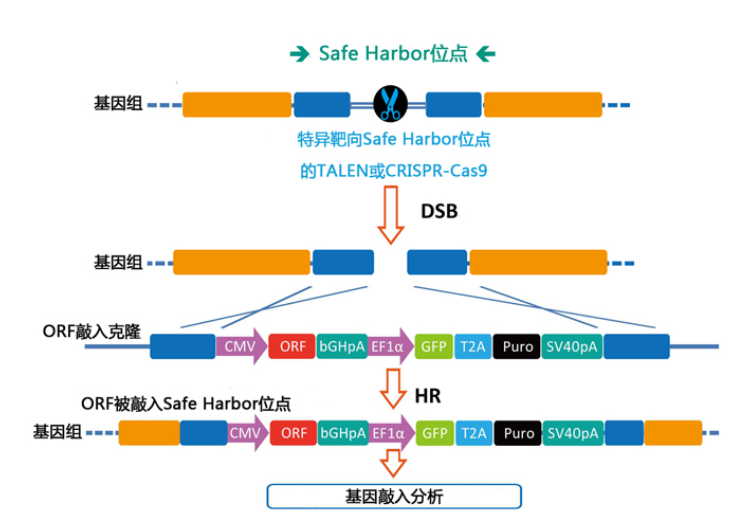 Safe Harbor位点
基因组
特异靶向Safe Harbor位点
的TALEN或CRISPR-Cas9
DSB
基因组
ORF敲入克隆
CMV ORF bGHpA EF1α GFP T2A Puro SV40pA
HR
ORF被敲入Safe Harbor位点
基因组 CMV ORF bGHpA EF1α GFP T2A Puro SV40pA
基因敲入分析